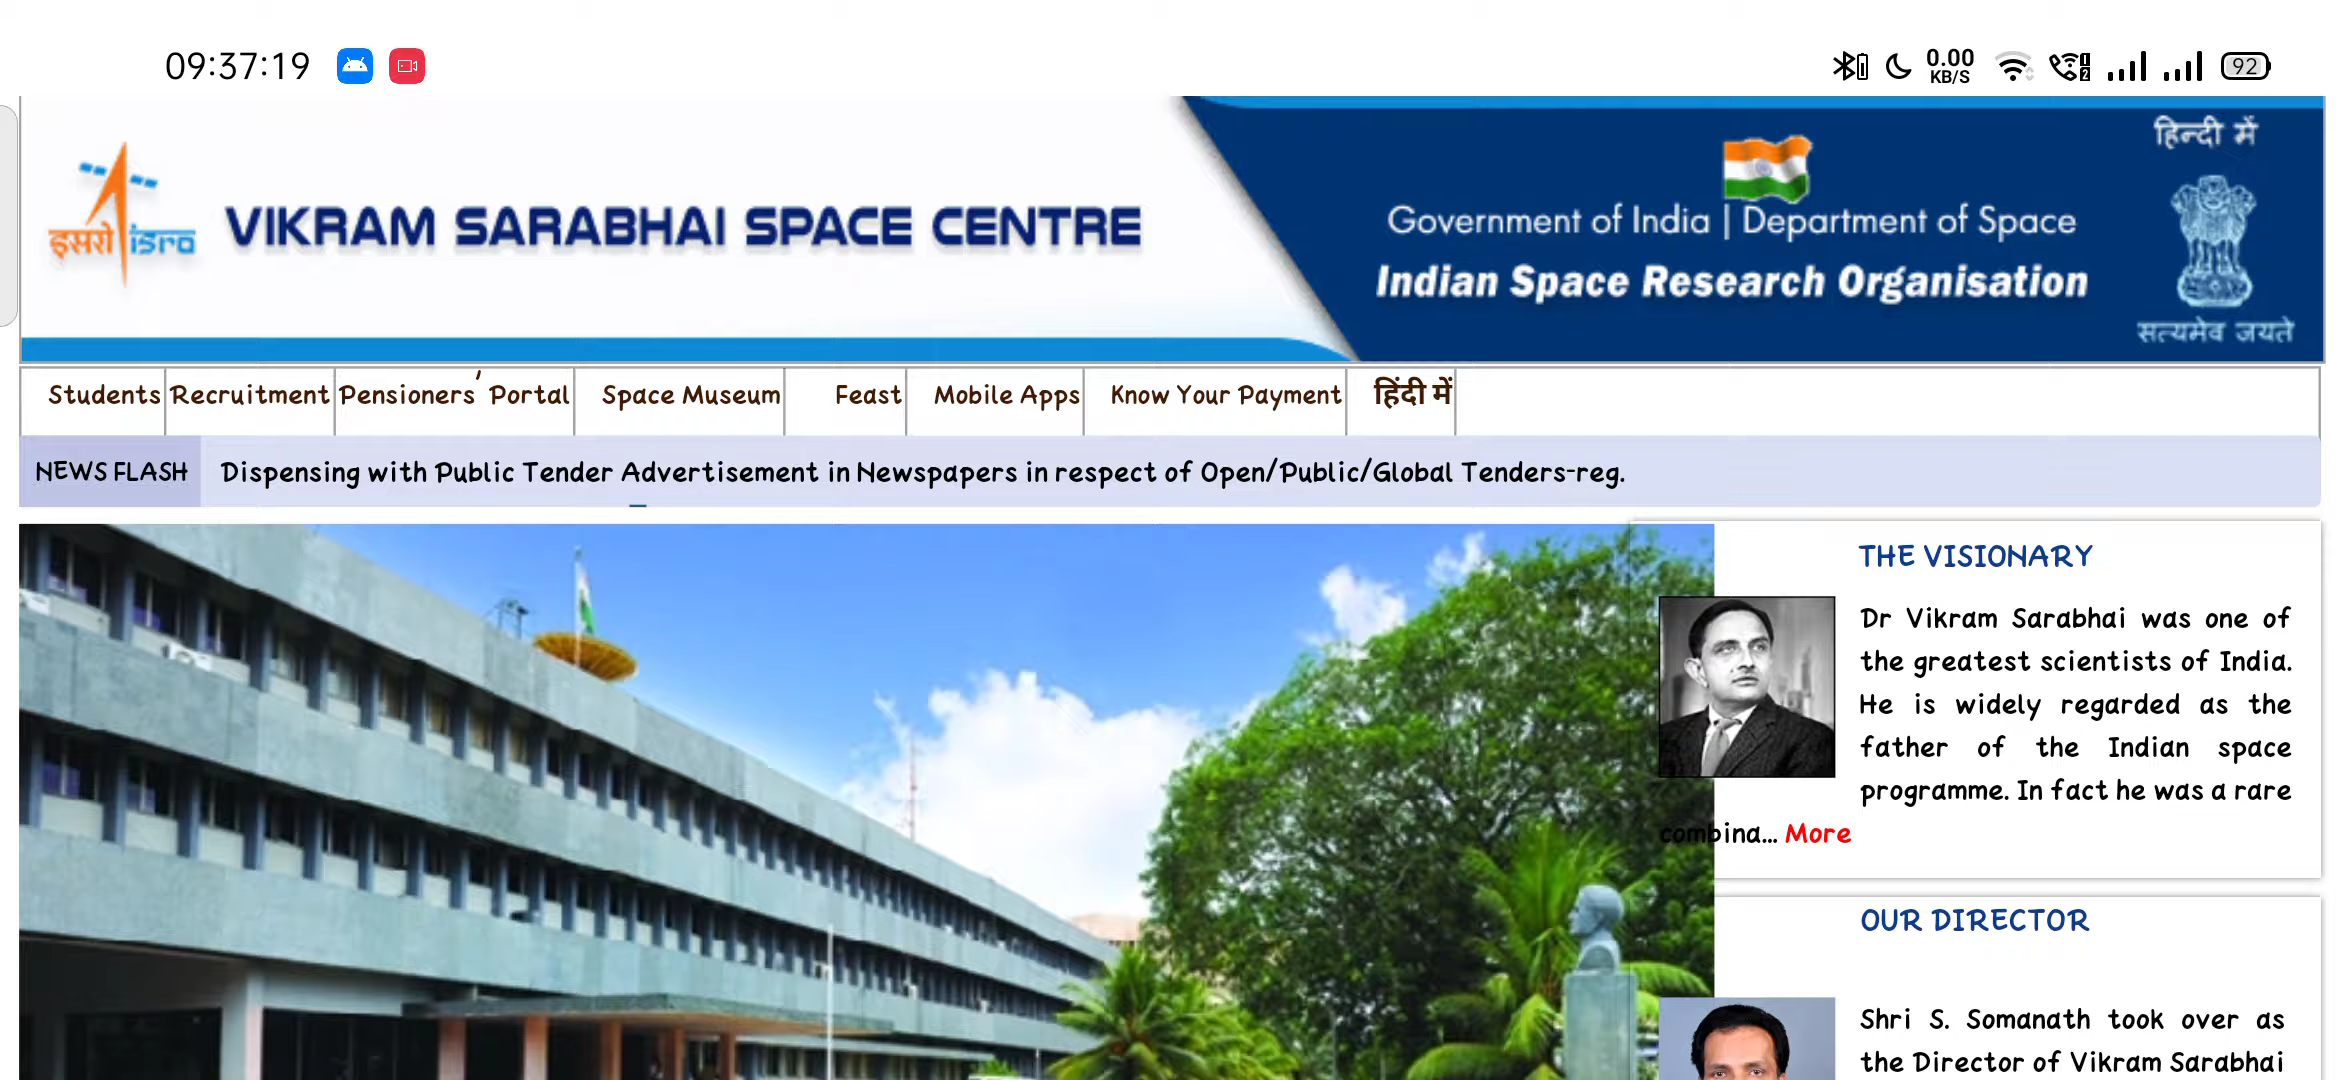 09:37:19
0.00
KB/S
92
इसरो isro
VIKRAM SARABHAI SPACE CENTRE
हिन्दी में
Government of India | Department of Space
Indian Space Research Organisation
सत्यमेव जयते
Students Recruitment Pensioners' Portal Space Museum Feast Mobile Apps Know Your Payment हिंदी में
NEWS FLASH Dispensing with Public Tender Advertisement in Newspapers in respect of Open/Public/Global Tenders-reg.
THE VISIONARY
Dr Vikram Sarabhai was one of
the greatest scientists of India.
He is widely regarded as the
father of the Indian space
programme. In fact he was a rare
combina... More
OUR DIRECTOR
Shri S. Somanath took over as
the Director of Vikram Sarabhai